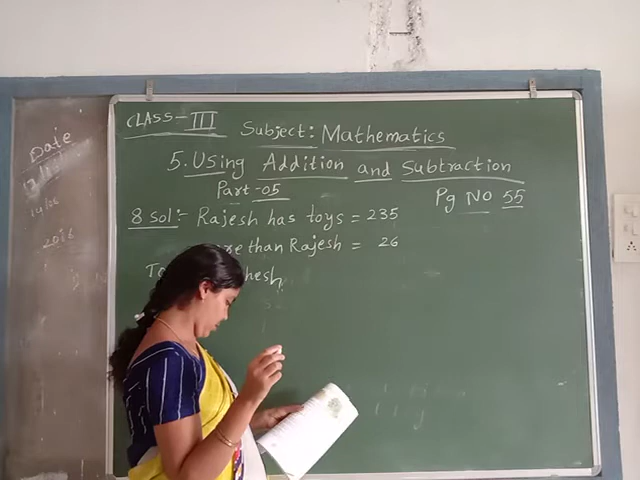 Date
CLASS-III
Subject: Mathematics
5. Using Addition and Subtraction
Part-05
Pg NO 55
8 Sol:- Rajesh has toys = 235
than Rajesh = 26